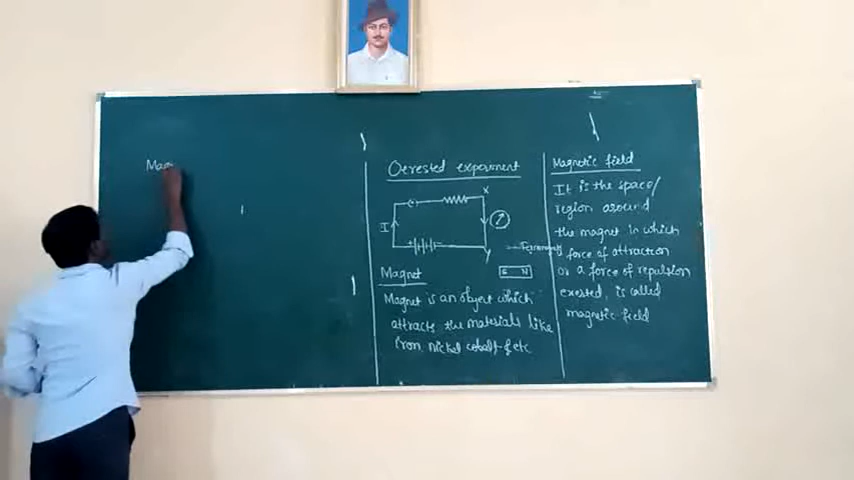 Mag
Oersted experiment
X
I
y
Ferromagnet
S N
Magnet
Magnet is an object which
attracts the materials like
iron, nickel cobalt & etc.
Magnetic field
It is the space/
region around
the magnet in which
force of attraction
or a force of repulsion
exerted, is called
magnetic field